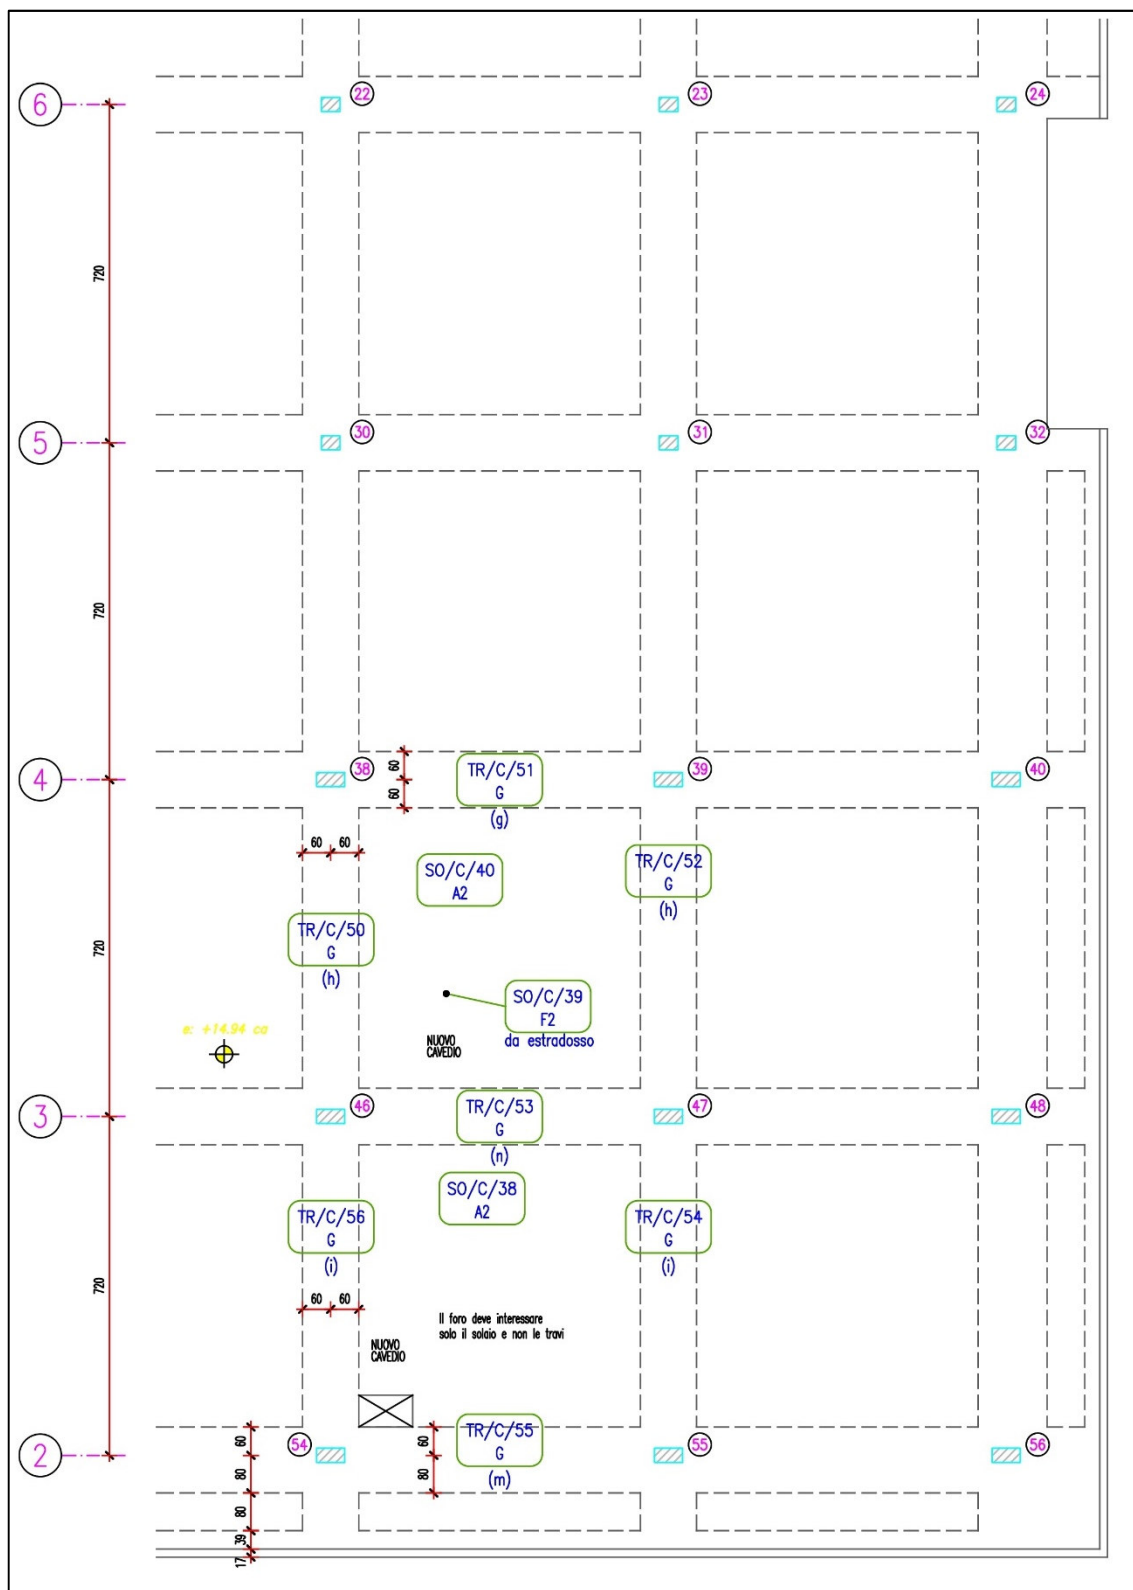 6
22
23
24
720
5
30
31
32
720
4
38
60
60
TR/C/51
G
(g)
39
40
60 60
SO/C/40
A2
TR/C/52
G
(h)
TR/C/50
G
(h)
720
SO/C/39
F2
da estradosso
e: +14.94 ca
NUOVO
CAVEDIO
3
46
TR/C/53
G
(n)
47
48
SO/C/38
A2
TR/C/56
G
(i)
TR/C/54
G
(i)
720
60 60
Il foro deve interessare
solo il solaio e non le travi
NUOVO
CAVEDIO
2
54
60
80
80
39
17
60
80
TR/C/55
G
(m)
55
56